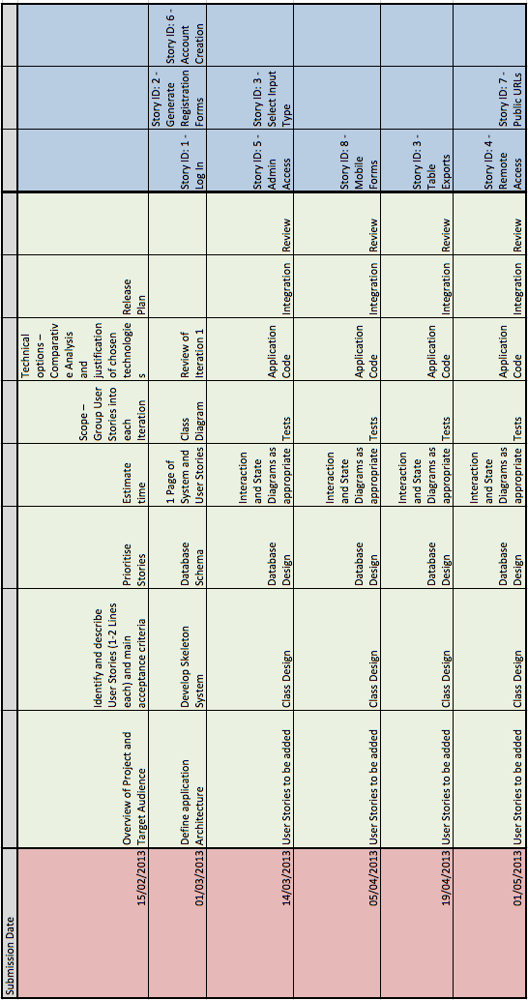 Submission Date
15/02/2013
Overview of Project and
Target Audience
Identify and describe
User Stories (1-2 Lines
each) and main
acceptance criteria
Prioritise
Stories
Estimate
time
Scope –
Group User
Stories into
each
Iteration
Technical
options –
Comparativ
e Analysis
and
justification
of chosen
technologie
s
Release
Plan
01/03/2013
Define application
Architecture
Develop Skeleton
System
Database
Schema
1 Page of
System and
User Stories
Class
Diagram
Review of
Iteration 1
Story ID: 1 -
Log In
Story ID: 2 -
Generate
Registration
Forms
Story ID: 6 -
Account
Creation
14/03/2013
User Stories to be added
Class Design
Database
Design
Interaction
and State
Diagrams as
appropriate
Tests
Application
Code
Integration
Review
Story ID: 5 -
Admin
Access
Story ID: 3 -
Select Input
Type
05/04/2013
User Stories to be added
Class Design
Database
Design
Interaction
and State
Diagrams as
appropriate
Tests
Application
Code
Integration
Review
Story ID: 8 -
Mobile
Forms
19/04/2013
User Stories to be added
Class Design
Database
Design
Interaction
and State
Diagrams as
appropriate
Tests
Application
Code
Integration
Review
Story ID: 3 -
Table
Exports
01/05/2013
User Stories to be added
Class Design
Database
Design
Interaction
and State
Diagrams as
appropriate
Tests
Application
Code
Integration
Review
Story ID: 4 -
Remote
Access
Story ID: 7 -
Public URLs